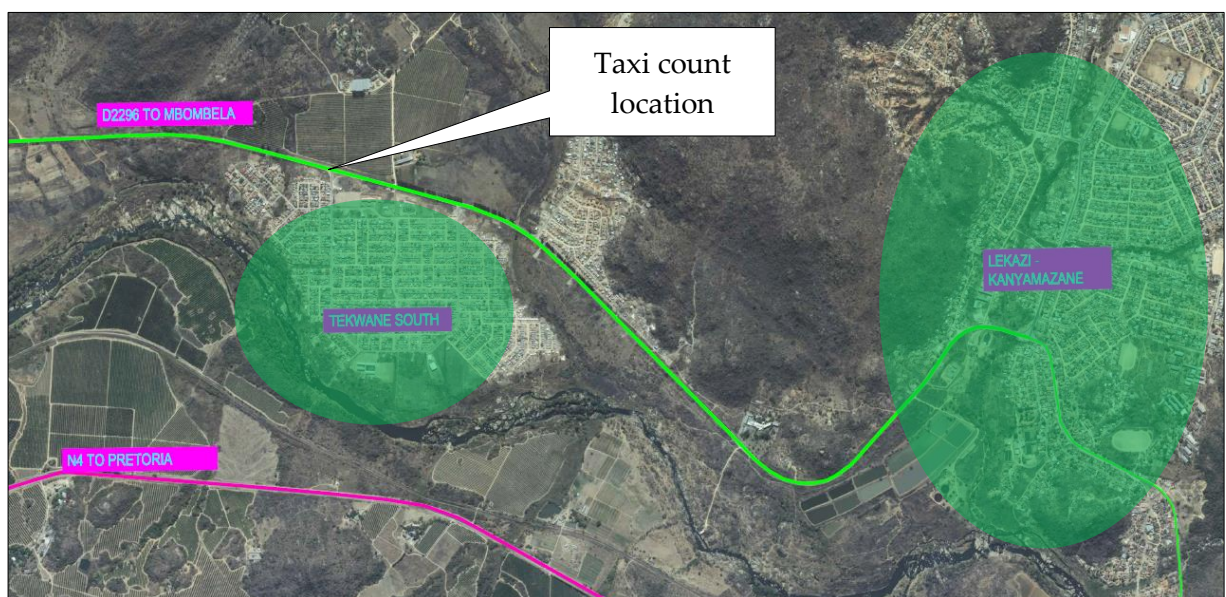 Taxi count
location
D2296 TO MBOMBELA
LEKAZI -
KANYAMAZANE
TEKWANE SOUTH
N4 TO PRETORIA